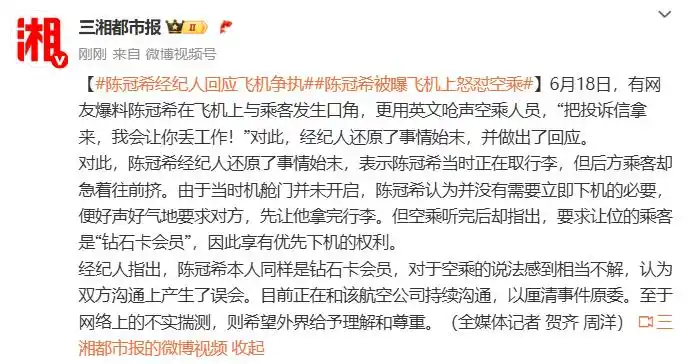 湘
三湘都市报
刚刚 来自 微博视频号
【#陈冠希经纪人回应飞机争执##陈冠希被曝飞机上怒怼空乘#】6月18日，有网
友爆料陈冠希在飞机上与乘客发生口角，更用英文呛声空乘人员，“把投诉信拿
来，我会让你丢工作！”对此，经纪人还原了事情始末，并做出了回应。
对此，陈冠希经纪人还原了事情始末，表示陈冠希当时正在取行李，但后方乘客却
急着往前挤。由于当时机舱门并未开启，陈冠希认为并没有需要立即下机的必要，
便好声好气地要求对方，先让他拿完行李。但空乘听完后却指出，要求让位的乘客
是“钻石卡会员”，因此享有优先下机的权利。
经纪人指出，陈冠希本人同样是钻石卡会员，对于空乘的说法感到相当不解，认为
双方沟通上产生了误会。目前正在和该航空公司持续沟通，以厘清事件原委。至于
网络上的不实揣测，则希望外界给予理解和尊重。（全媒体记者 贺齐 周洋）三
湘都市报的微博视频 收起